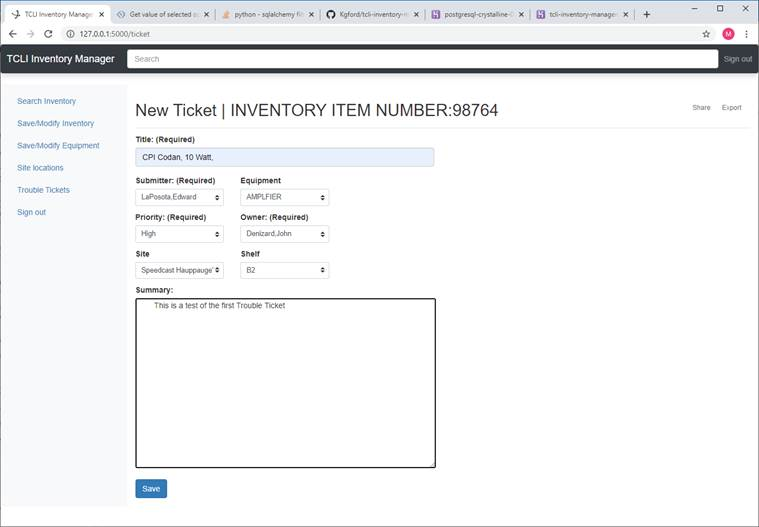 TCLI Inventory Manager
Get value of selected
python - sqlalchemy
Kgford/tcli-inventory-m
postgresql-crystalline-
tcli-inventory-manager
127.0.0.1:5000/ticket
M
TCLI Inventory Manager Search Sign out
Search Inventory
Save/Modify Inventory
Save/Modify Equipment
Site locations
Trouble Tickets
Sign out
New Ticket | INVENTORY ITEM NUMBER:98764
Share Export
Title: (Required)
CPI Codan, 10 Watt,
Submitter: (Required) Equipment
LaPosota,Edward AMPLFIER
Priority: (Required) Owner: (Required)
High Denizard,John
Site Shelf
Speedcast Hauppauge' B2
Summary:
This is a test of the first Trouble Ticket
Save